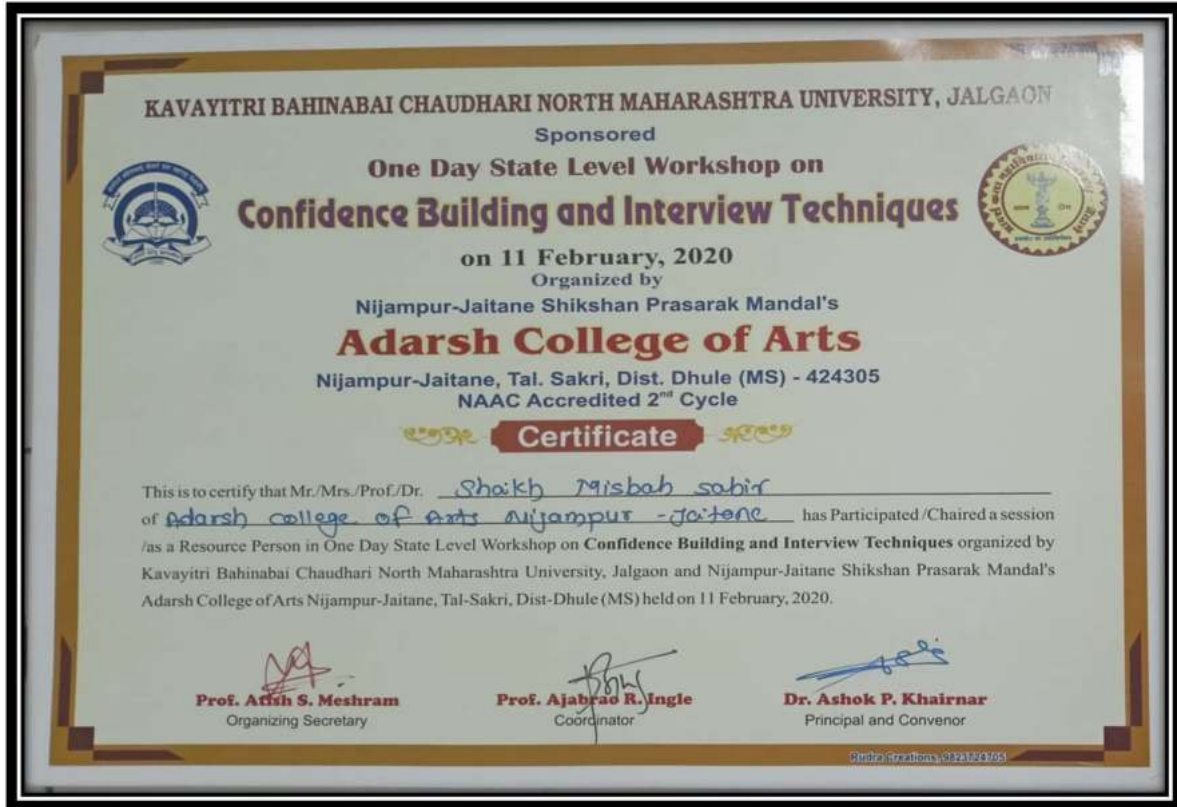 KAVAYITRI BAHINABAI CHAUDHARI NORTH MAHARASHTRA UNIVERSITY, JALGAON
Sponsored
One Day State Level Workshop on
Confidence Building and Interview Techniques
on 11 February, 2020
Organized by
Nijampur-Jaitane Shikshan Prasarak Mandal's
Adarsh College of Arts
Nijampur-Jaitane, Tal. Sakri, Dist. Dhule (MS) - 424305
NAAC Accredited 2nd Cycle
Certificate
This is to certify that Mr./Mrs./Prof./Dr. Shaikh Misbah sabir
of Adarsh college of Arts Nijampur - Jaitane has Participated /Chaired a session
/as a Resource Person in One Day State Level Workshop on Confidence Building and Interview Techniques organized by
Kavayitri Bahinabai Chaudhari North Maharashtra University, Jalgaon and Nijampur-Jaitane Shikshan Prasarak Mandal's
Adarsh College of Arts Nijampur-Jaitane, Tal-Sakri, Dist-Dhule (MS) held on 11 February, 2020.
Prof. Atish S. Meshram
Organizing Secretary
Prof. Ajabrao R. Ingle
Coordinator
Dr. Ashok P. Khairnar
Principal and Convenor
Rudra Creations, 9823724705